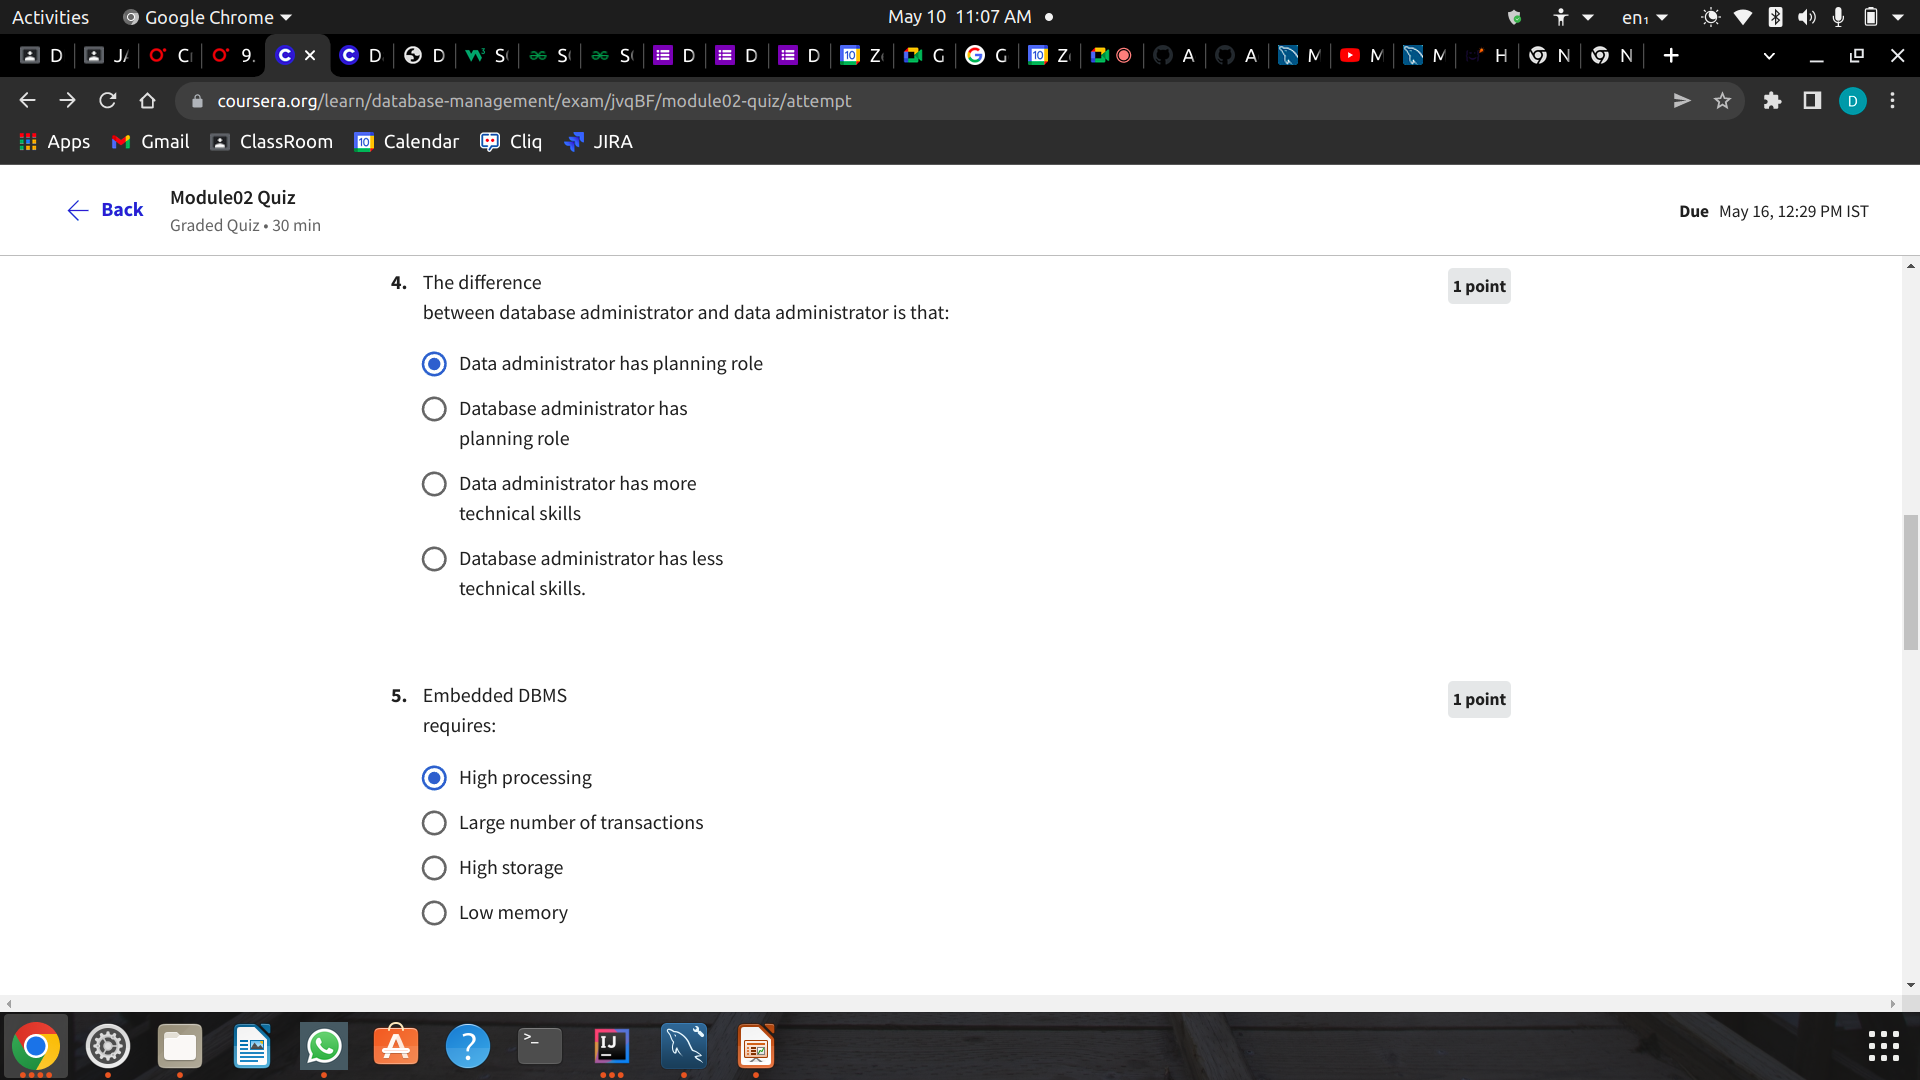 Activities Google Chrome May 10 11:07 AM en₁
D JA C 9. D D S S S D D D Z G G Z A A M M M H N N
coursera.org/learn/database-management/exam/jvqBF/module02-quiz/attempt D
Apps Gmail ClassRoom 10 Calendar Cliq JIRA
Back
Module02 Quiz
Graded Quiz • 30 min
Due May 16, 12:29 PM IST
4. The difference
between database administrator and data administrator is that:
1 point
Data administrator has planning role
Database administrator has
planning role
Data administrator has more
technical skills
Database administrator has less
technical skills.
5. Embedded DBMS
requires:
1 point
High processing
Large number of transactions
High storage
Low memory